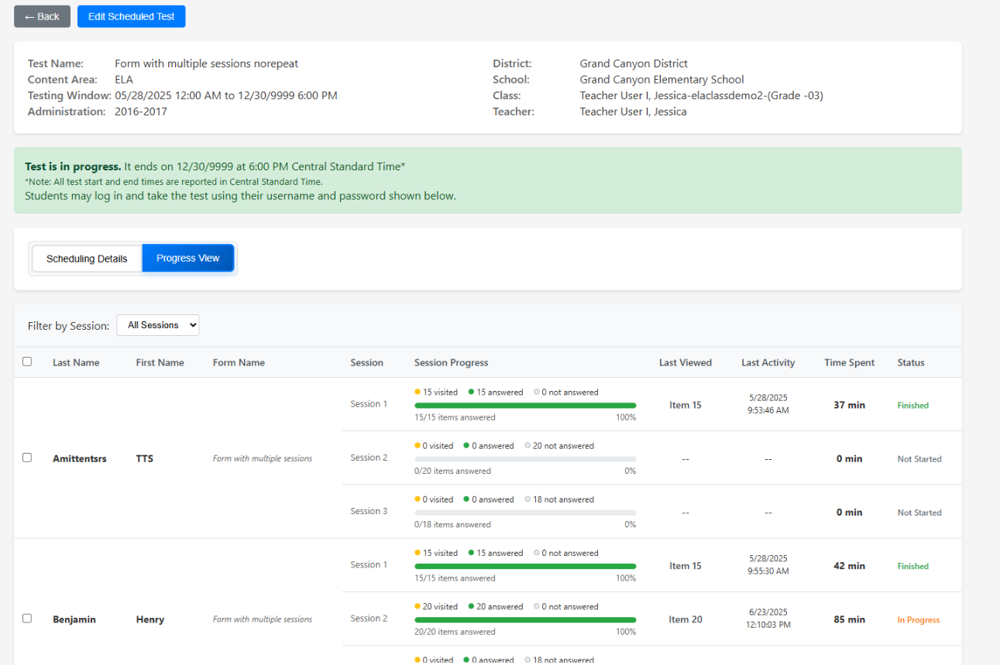 ← Back Edit Scheduled Test
Test Name: Form with multiple sessions norepeat District: Grand Canyon District
Content Area: ELA School: Grand Canyon Elementary School
Testing Window: 05/28/2025 12:00 AM to 12/30/9999 6:00 PM Class: Teacher User I, Jessica-elaclassdemo2-(Grade -03)
Administration: 2016-2017 Teacher: Teacher User I, Jessica
Test is in progress. It ends on 12/30/9999 at 6:00 PM Central Standard Time*
*Note: All test start and end times are reported in Central Standard Time.
Students may log in and take the test using their username and password shown below.
Scheduling Details Progress View
Filter by Session: All Sessions
Last Name First Name Form Name Session Session Progress Last Viewed Last Activity Time Spent Status
Amittentsrs TTS Form with multiple sessions
Session 1 15 visited 15 answered 0 not answered
15/15 items answered 100%
Item 15 5/28/2025
9:53:46 AM
37 min Finished
Session 2 0 visited 0 answered 20 not answered
0/20 items answered 0%
-- -- 0 min Not Started
Session 3 0 visited 0 answered 18 not answered
0/18 items answered 0%
-- -- 0 min Not Started
Benjamin Henry Form with multiple sessions
Session 1 15 visited 15 answered 0 not answered
15/15 items answered 100%
Item 15 5/28/2025
9:55:30 AM
42 min Finished
Session 2 20 visited 20 answered 0 not answered
20/20 items answered 100%
Item 20 6/23/2025
12:10:03 PM
85 min In Progress
0 visited 0 answered 18 not answered